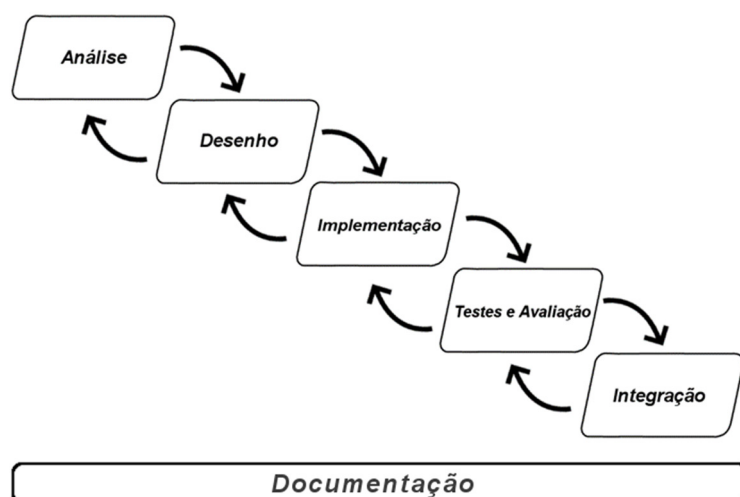 Análise
Desenho
Implementação
Testes e Avaliação
Integração
Documentação